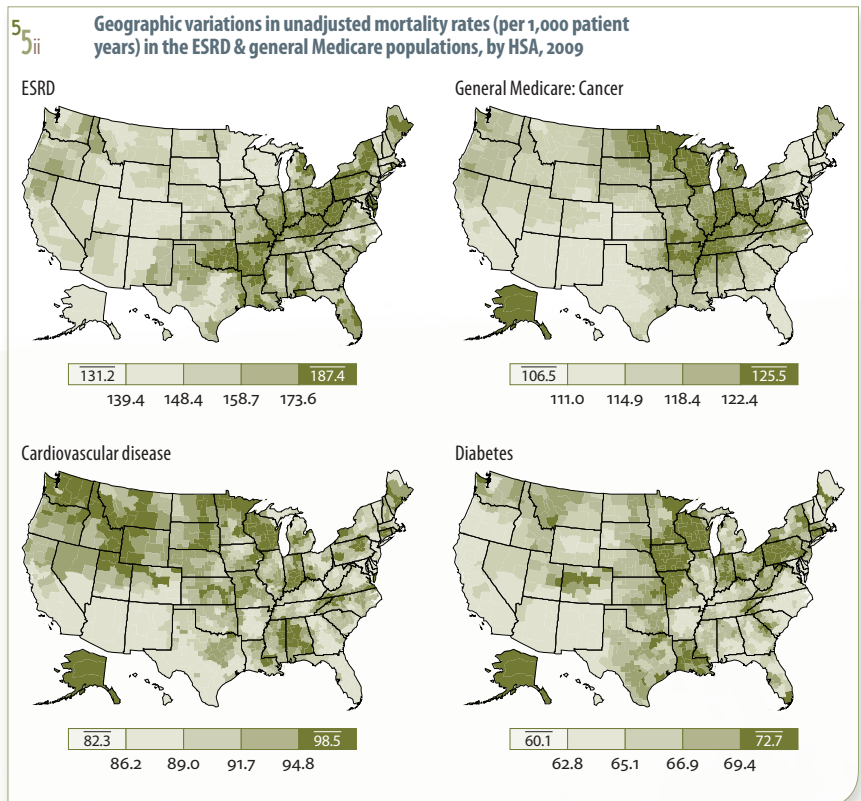 5 5ii
Geographic variations in unadjusted mortality rates (per 1,000 patient
years) in the ESRD & general Medicare populations, by HSA, 2009
ESRD
General Medicare: Cancer
131.2 187.4
139.4 148.4 158.7 173.6
106.5 125.5
111.0 114.9 118.4 122.4
Cardiovascular disease
Diabetes
82.3 98.5
86.2 89.0 91.7 94.8
60.1 72.7
62.8 65.1 66.9 69.4